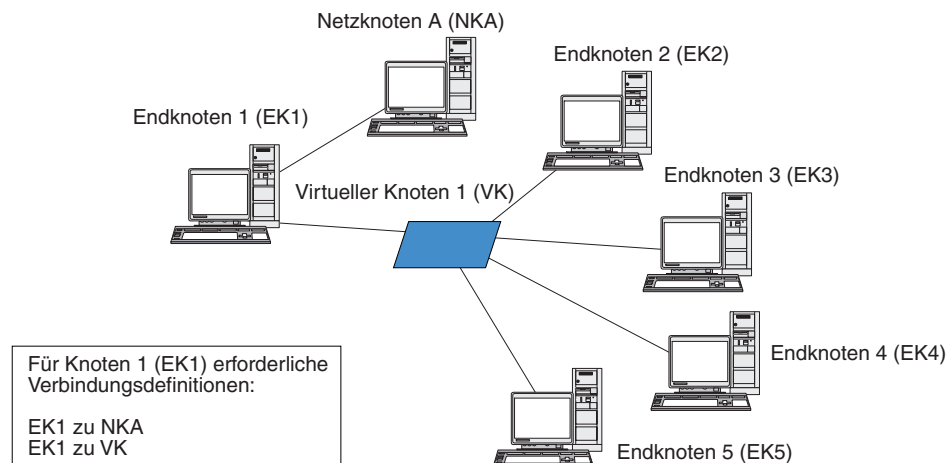 Netzknoten A (NKA)
Endknoten 2 (EK2)
Endknoten 1 (EK1)
Endknoten 3 (EK3)
Virtueller Knoten 1 (VK)
Endknoten 4 (EK4)
Für Knoten 1 (EK1) erforderliche
Verbindungsdefinitionen:
EK1 zu NKA
EK1 zu VK
Endknoten 5 (EK5)